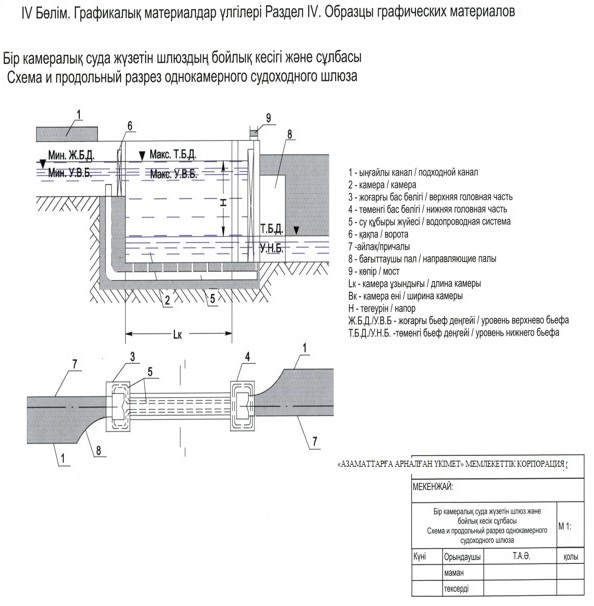 IV Бөлім. Графикалық материалдар үлгілері Раздел IV. Образцы графических материалов
Бір камералық суда жүзетін шлюздың бойлық кесігі және сұлбасы
Схема и продольный разрез однокамерного судоходного шлюза
1
6
9
8
Мин. Ж.Б.Д.
Мин. У.В.Б.
Макс. Т.Б.Д.
Макс. У.В.Б.
Н
Т.Б.Д.
У.Н.Б.
2
5
Lк
1 - ыңғайлы канал / подходной канал
2 - камера / камера
3 - жоғарғы бас бөлігі / верхняя головная часть
4 - төменгі бас бөлігі / нижняя головная часть
5 - су құбыры жүйесі / водопроводная система
6 - қақпа / ворота
7 -айлақ/причалы
8 - бағыттаушы пал / направляющие палы
9 - көпір / мост
Lк - камера ұзындығы / длина камеры
Вк - камера ені / ширина камеры
Н - тегеурін / напор
Ж.Б.Д./У.В.Б - жоғарғы бьеф деңгейі / уровень верхнево бьефа
Т.Б.Д./У.Н.Б. -төменгі бьеф деңгейі / уровень нижнего бьефа
7
3
5
4
1
1
8
7
«АЗАМАТТАРҒА АРНАЛҒАН ҮКІМЕТ» МЕМЛЕКЕТТІК КОРПОРАЦИЯ
МЕКЕНЖАЙ:
Бір камералық суда жүзетін шлюз және
бойлық кесік сұлбасы
Схема и продольный разрез однокамерного
судоходного шлюза
М 1:
Күні Орындаушы Т.А.Ә. қолы
маман
тексерді